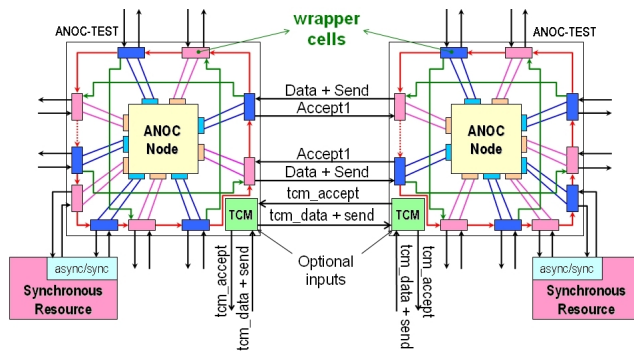 ANOC-TEST
wrapper
cells
ANOC-TEST
Data + Send
Accept1
ANOC
Node
ANOC
Node
Accept1
Data + Send
tcm_accept
TCM
tcm_data + send
TCM
Optional
inputs
tcm_accept
tcm_data + send
tcm_accept
tcm_data + send
async/sync
Synchronous
Resource
async/sync
Synchronous
Resource